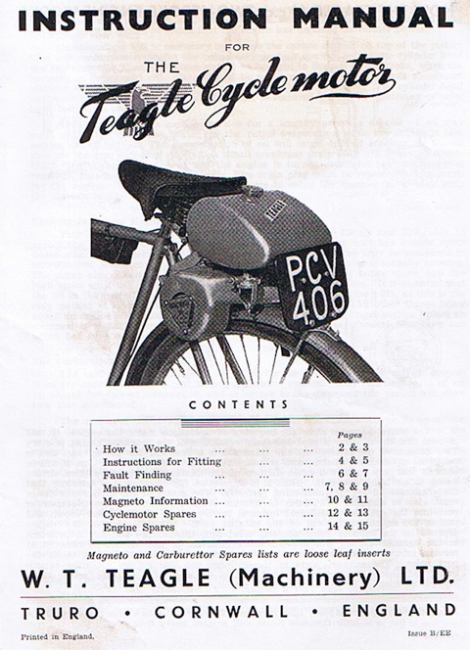 INSTRUCTION MANUAL
FOR
THE
Teagle Cyclemotor
TEAGLE
PCV
406
CONTENTS
Pages
How it Works ... ... ... 2 & 3
Instructions for Fitting ... ... 4 & 5
Fault Finding ... ... ... 6 & 7
Maintenance ... ... ... 7, 8 & 9
Magneto Information ... ... ... 10 & 11
Cyclemotor Spares ... ... 12 & 13
Engine Spares ... ... ... 14 & 15
Magneto and Carburettor Spares lists are loose leaf inserts
W. T. TEAGLE (Machinery) LTD.
TRURO • CORNWALL • ENGLAND
Printed in England.
Issue B/EE